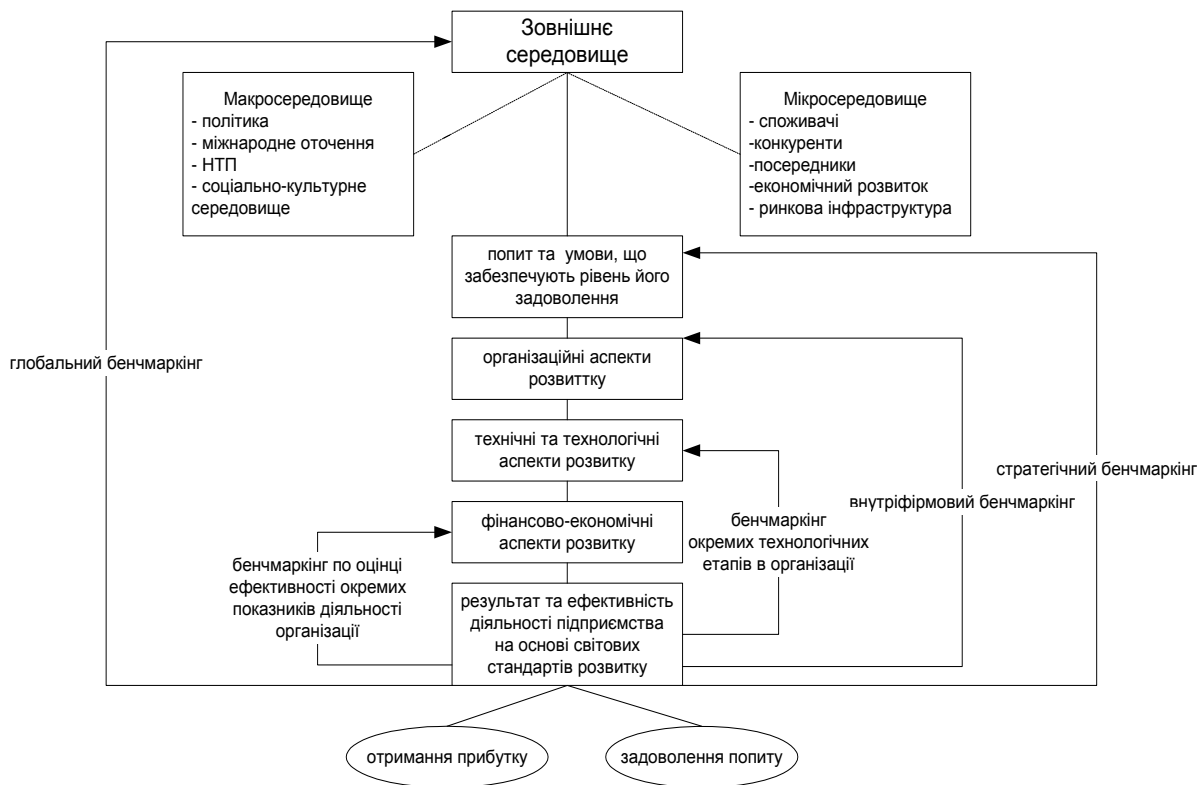 Зовнішнє
середовище
Макросередовище
- політика
- міжнародне оточення
- НТП
- соціально-культурне
середовище
Мікросередовище
- споживачі
-конкуренти
-посередники
-економічний розвиток
- ринкова інфраструктура
попит та умови, що
забезпечують рівень його
задоволення
глобальний бенчмаркінг
організаційні аспекти
розвиттку
технічні та технологічні
аспекти розвитку
стратегічний бенчмаркінг
внутріфірмовий бенчмаркінг
фінансово-економічні
аспекти розвитку
бенчмаркінг
окремих технологічних
етапів в організації
бенчмаркінг по оцінці
ефективності окремих
показників діяльності
організації
результат та ефективність
діяльності підприємства
на основі світових
стандартів розвитку
отримання прибутку
задоволення попиту